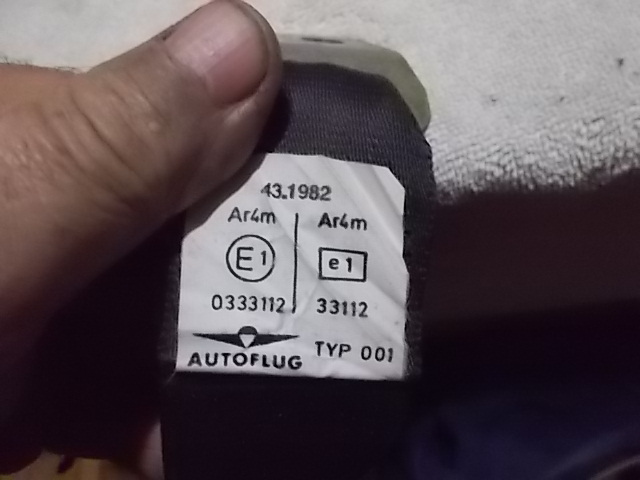 43.1982
Ar4m Ar4m
E1 e1
0333112 33112
AUTOFLUG TYP 001